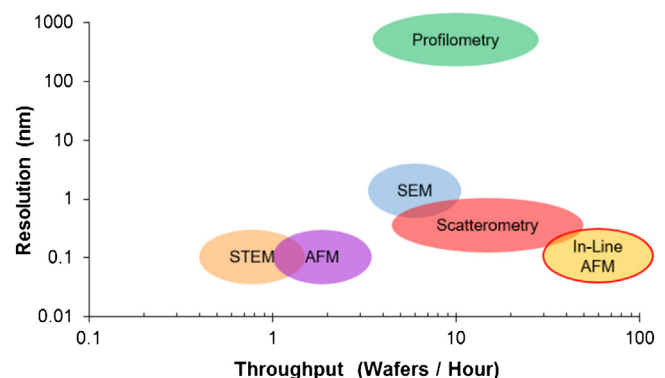 1000
Profilometry
100
Resolution (nm)
10
SEM
1
Scatterometry
In-Line
AFM
STEM
AFM
0.1
0.01
0.1
1
10
100
Throughput (Wafers / Hour)